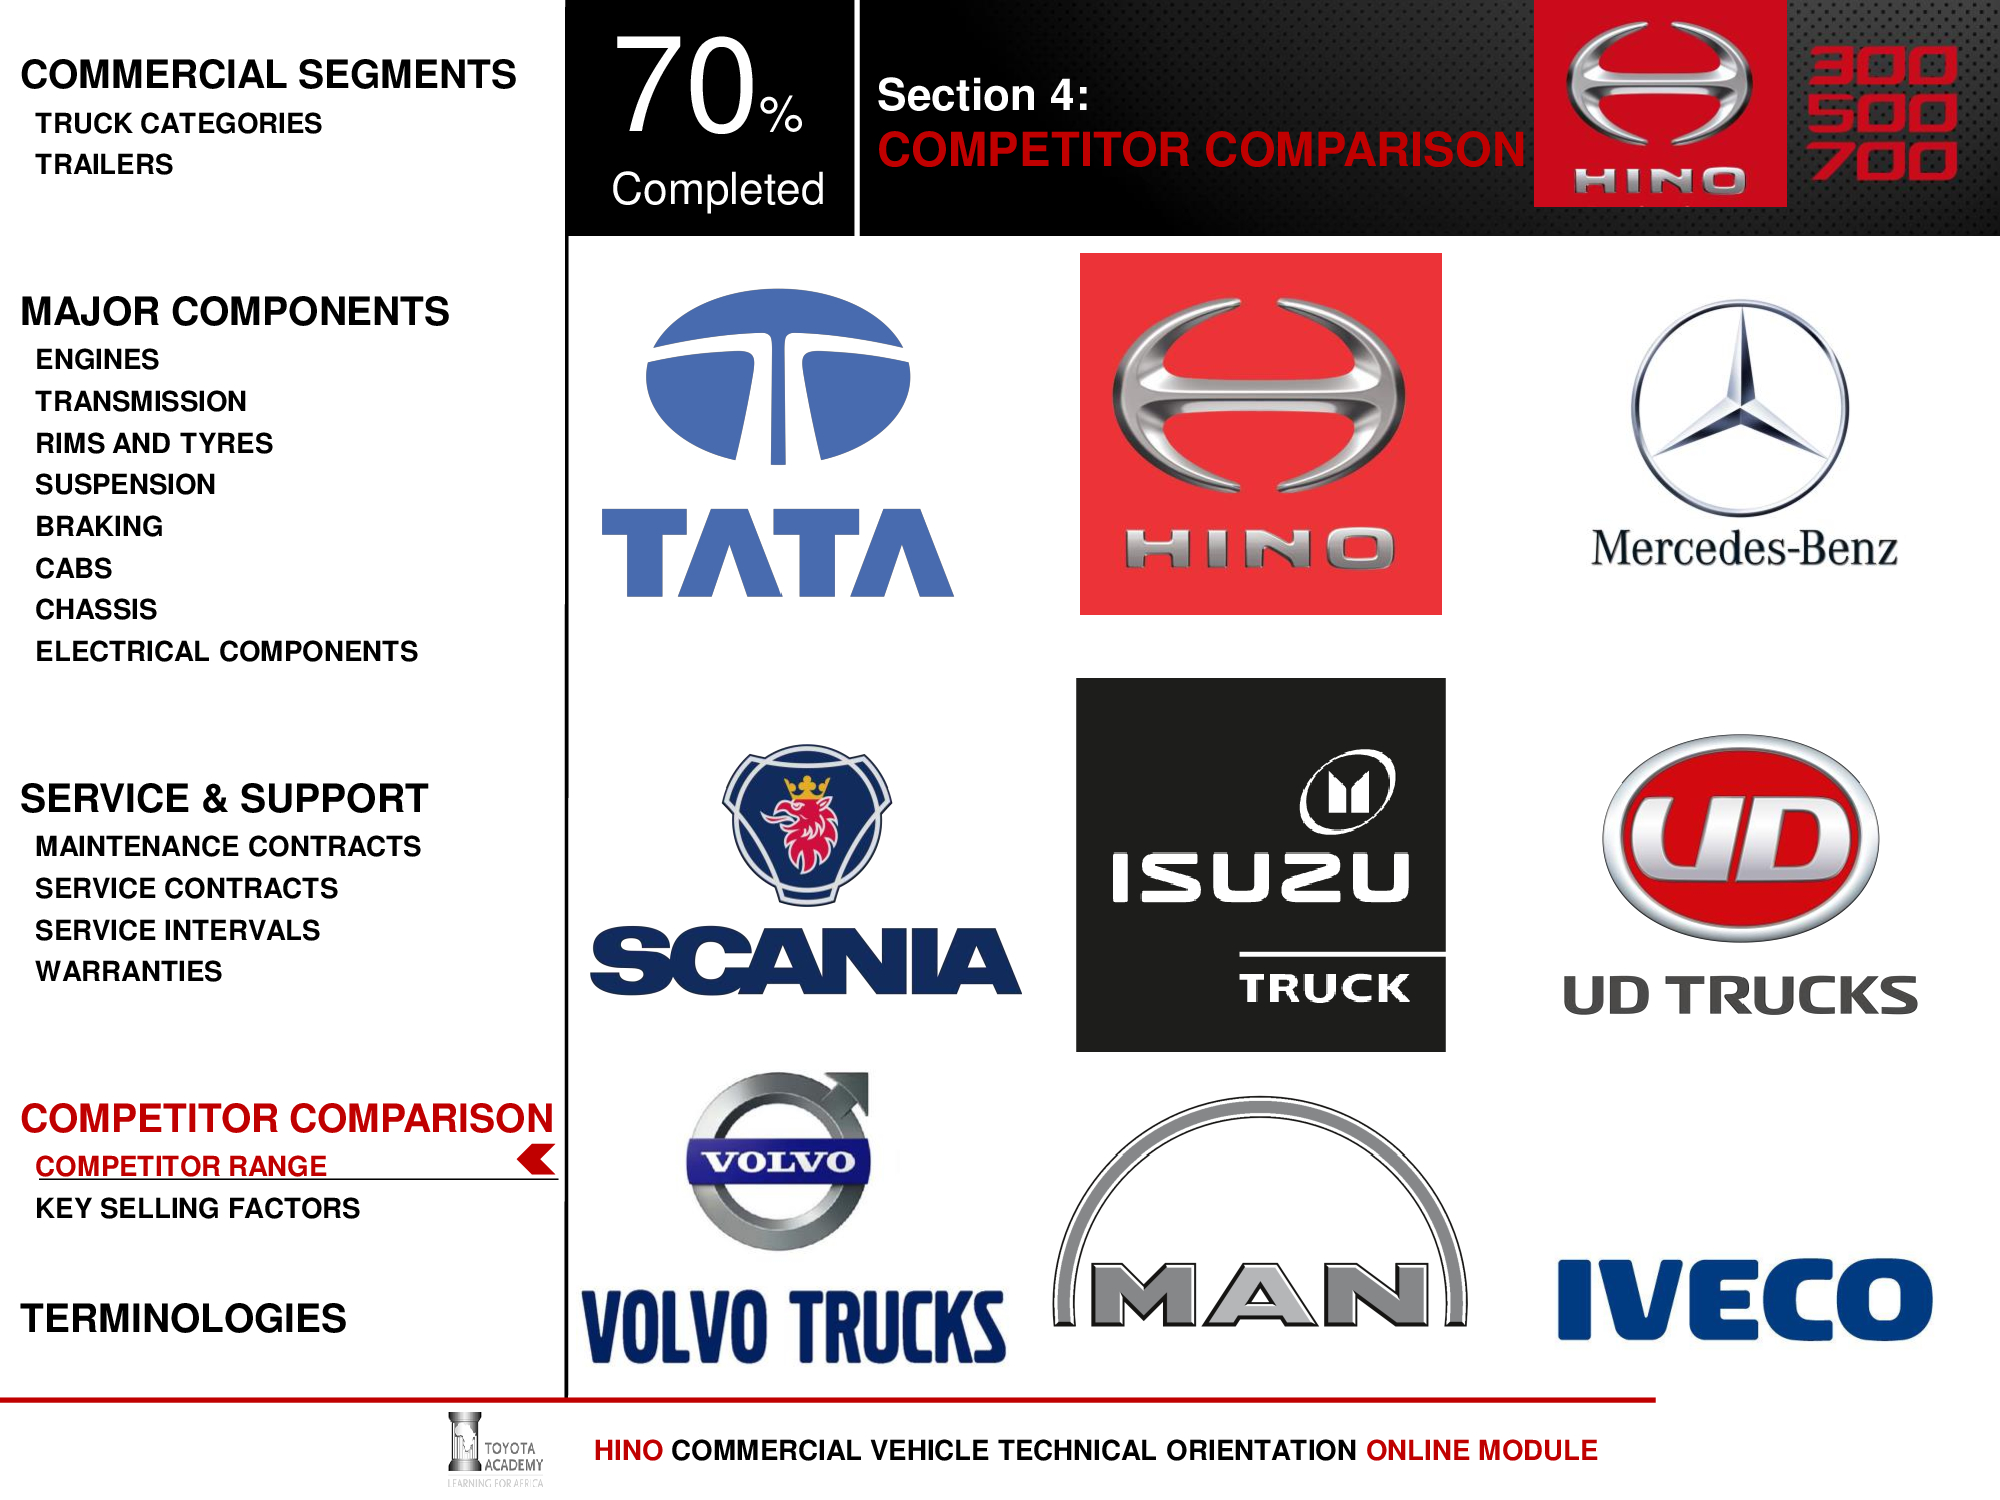 COMMERCIAL SEGMENTS
TRUCK CATEGORIES
TRAILERS
MAJOR COMPONENTS
ENGINES
TRANSMISSION
RIMS AND TYRES
SUSPENSION
BRAKING
CABS
CHASSIS
ELECTRICAL COMPONENTS
SERVICE & SUPPORT
MAINTENANCE CONTRACTS
SERVICE CONTRACTS
SERVICE INTERVALS
WARRANTIES
COMPETITOR COMPARISON
COMPETITOR RANGE
KEY SELLING FACTORS
TERMINOLOGIES
70%
Completed
Section 4:
COMPETITOR COMPARISON
HINO
300
500
700
TATA
HINO
Mercedes-Benz
SCANIA
ISUZU
TRUCK
UD
UD TRUCKS
VOLVO
VOLVO TRUCKS
MAN
IVECO
TOYOTA
ACADEMY
LEARNING FOR AFRICA
HINO COMMERCIAL VEHICLE TECHNICAL ORIENTATION ONLINE MODULE